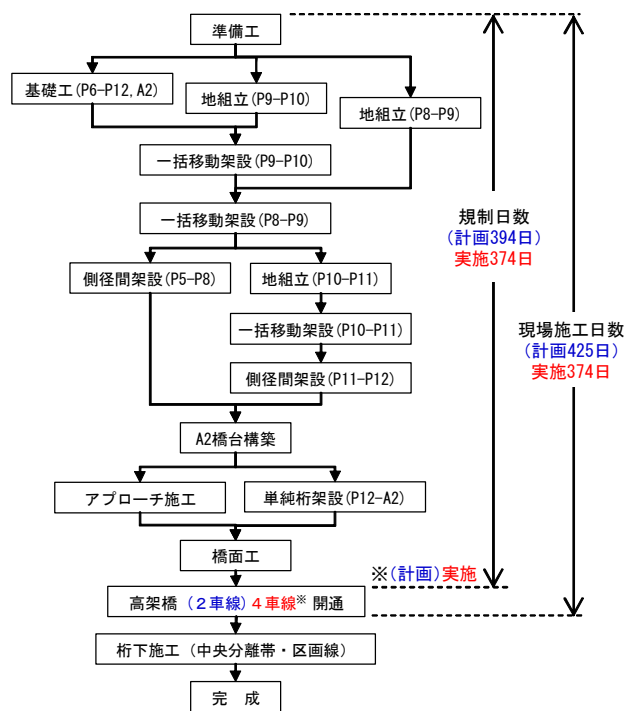 準備工
基礎工(P6-P12, A2)
地組立(P9-P10)
地組立(P8-P9)
一括移動架設(P9-P10)
一括移動架設(P8-P9)
側径間架設(P5-P8)
地組立(P10-P11)
一括移動架設(P10-P11)
側径間架設(P11-P12)
A2橋台構築
アプローチ施工
単純桁架設(P12-A2)
橋面工
高架橋 (2車線) 4車線※ 開通
桁下施工 (中央分離帯・区画線)
完 成
規制日数
(計画394日)
実施374日
現場施工日数
(計画425日)
実施374日
※(計画)実施